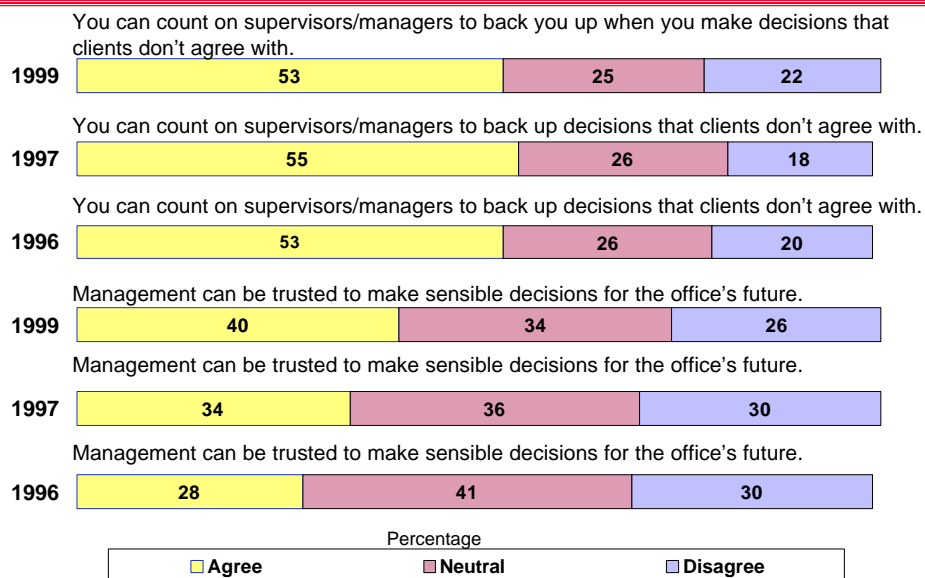 You can count on supervisors/managers to back you up when you make decisions that
clients don't agree with.
1999 53 25 22
You can count on supervisors/managers to back up decisions that clients don't agree with.
1997 55 26 18
You can count on supervisors/managers to back up decisions that clients don't agree with.
1996 53 26 20
Management can be trusted to make sensible decisions for the office's future.
1999 40 34 26
Management can be trusted to make sensible decisions for the office's future.
1997 34 36 30
Management can be trusted to make sensible decisions for the office's future.
1996 28 41 30
Percentage
Agree Neutral Disagree